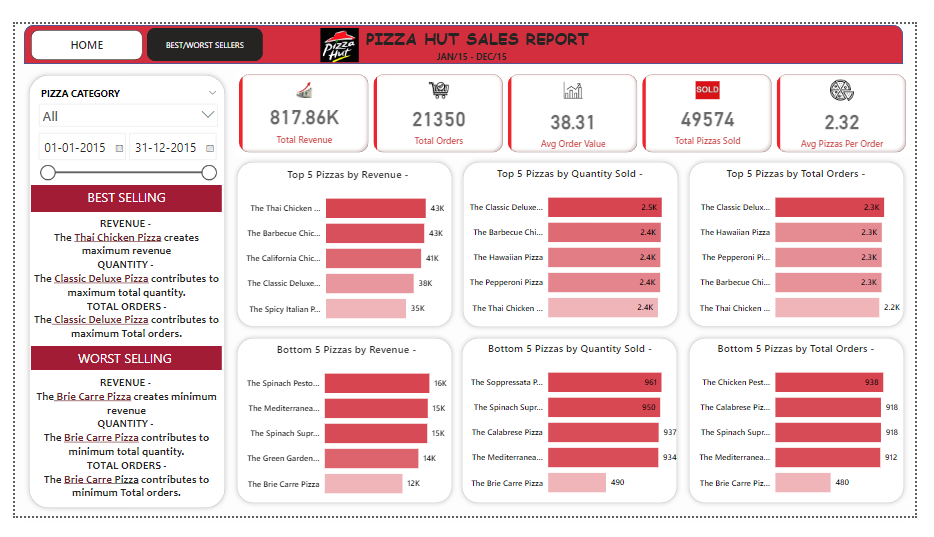 HOME
BEST/WORST SELLERS
Pizza
Hut
PIZZA HUT SALES REPORT
JAN/15 - DEC/15
PIZZA CATEGORY
All
01-01-2015
31-12-2015
BEST SELLING
REVENUE -
The Thai Chicken Pizza creates
maximum revenue
QUANTITY -
The Classic Deluxe Pizza contributes to
maximum total quantity.
TOTAL ORDERS -
The Classic Deluxe Pizza contributes to
maximum Total orders.
WORST SELLING
REVENUE -
The Brie Carre Pizza creates minimum
revenue
QUANTITY -
The Brie Carre Pizza contributes to
minimum total quantity.
TOTAL ORDERS -
The Brie Carre Pizza contributes to
minimum Total orders.
817.86K
Total Revenue
21350
Total Orders
38.31
Avg Order Value
SOLD
49574
Total Pizzas Sold
2.32
Avg Pizzas Per Order
Top 5 Pizzas by Revenue -
The Thai Chicken ... 43K
The Barbecue Chic... 43K
The California Chic... 41K
The Classic Deluxe... 38K
The Spicy Italian P... 35K
Top 5 Pizzas by Quantity Sold -
The Classic Deluxe... 2.5K
The Barbecue Chi... 2.4K
The Hawaiian Pizza 2.4K
The Pepperoni Pizza 2.4K
The Thai Chicken ... 2.4K
Top 5 Pizzas by Total Orders -
The Classic Delux... 2.3K
The Hawaiian Pizza 2.3K
The Pepperoni Pi... 2.3K
The Barbecue Chi... 2.3K
The Thai Chicken ... 2.2K
Bottom 5 Pizzas by Revenue -
The Spinach Pesto... 16K
The Mediterranea... 15K
The Spinach Supr... 15K
The Green Garden... 14K
The Brie Carre Pizza 12K
Bottom 5 Pizzas by Quantity Sold -
The Soppressata P... 961
The Spinach Supr... 950
The Calabrese Pizza 937
The Mediterranea... 934
The Brie Carre Pizza 490
Bottom 5 Pizzas by Total Orders -
The Chicken Pest... 938
The Calabrese Piz... 918
The Spinach Supr... 918
The Mediterranea... 912
The Brie Carre Piz... 480